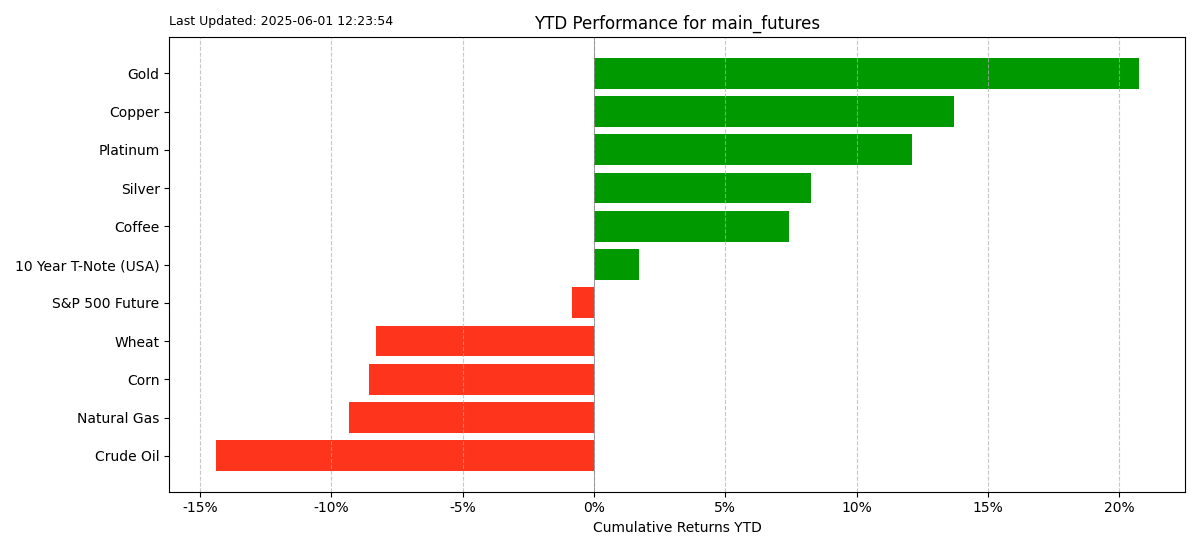 Last Updated: 2025-06-01 12:23:54
YTD Performance for main_futures
Gold
Copper
Platinum
Silver
Coffee
10 Year T-Note (USA)
S&P 500 Future
Wheat
Corn
Natural Gas
Crude Oil
-15% -10% -5% 0% 5% 10% 15% 20%
Cumulative Returns YTD